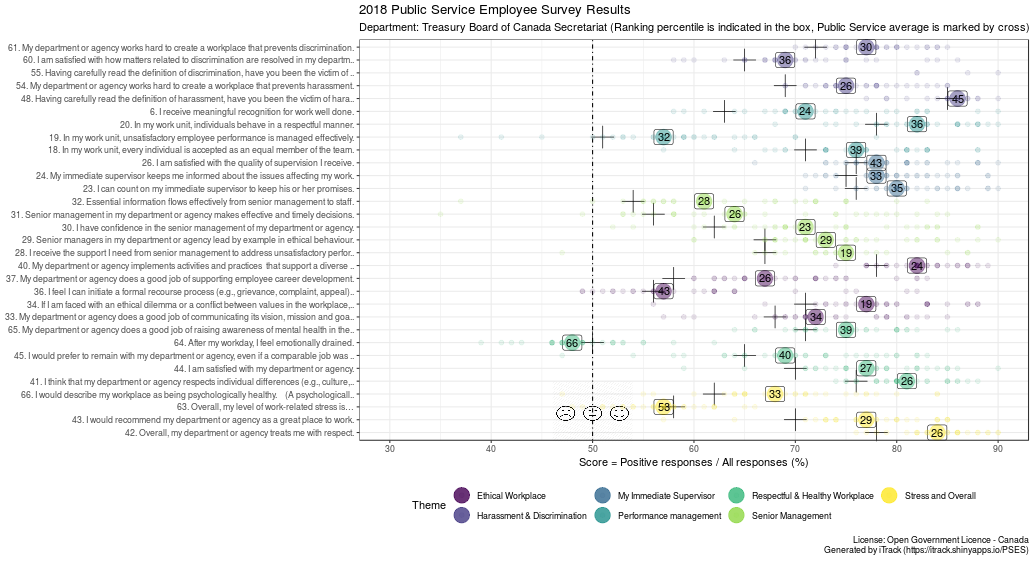 2018 Public Service Employee Survey Results
Department: Treasury Board of Canada Secretariat (Ranking percentile is indicated in the box, Public Service average is marked by cross)
61. My department or agency works hard to create a workplace that prevents discrimination. 30
60. I am satisfied with how matters related to discrimination are resolved in my departm.. 36
55. Having carefully read the definition of discrimination, have you been the victim of ..
54. My department or agency works hard to create a workplace that prevents harassment. 26
48. Having carefully read the definition of harassment, have you been the victim of hara.. 45
6. I receive meaningful recognition for work well done. 24
20. In my work unit, individuals behave in a respectful manner. 36
19. In my work unit, unsatisfactory employee performance is managed effectively. 32
18. In my work unit, every individual is accepted as an equal member of the team. 39
26. I am satisfied with the quality of supervision I receive. 43
24. My immediate supervisor keeps me informed about the issues affecting my work. 33
23. I can count on my immediate supervisor to keep his or her promises. 35
32. Essential information flows effectively from senior management to staff. 28
31. Senior management in my department or agency makes effective and timely decisions. 26
30. I have confidence in the senior management of my department or agency. 23
29. Senior managers in my department or agency lead by example in ethical behaviour. 29
28. I receive the support I need from senior management to address unsatisfactory perfor.. 19
40. My department or agency implements activities and practices that support a diverse .. 24
37. My department or agency does a good job of supporting employee career development. 26
36. I feel I can initiate a formal recourse process (e.g., grievance, complaint, appeal).. 43
34. If I am faced with an ethical dilemma or a conflict between values in the workplace,.. 19
33. My department or agency does a good job of communicating its vision, mission and goa.. 34
65. My department or agency does a good job of raising awareness of mental health in the.. 39
64. After my workday, I feel emotionally drained. 66
45. I would prefer to remain with my department or agency, even if a comparable job was .. 40
44. I am satisfied with my department or agency. 27
41. I think that my department or agency respects individual differences (e.g., culture,.. 26
66. I would describe my workplace as being psychologically healthy. (A psychologicall.. 33
63. Overall, my level of work-related stress is... 58
43. I would recommend my department or agency as a great place to work. 29
42. Overall, my department or agency treats me with respect. 26
30 40 50 60 70 80 90
Score = Positive responses / All responses (%)
Theme
Ethical Workplace My Immediate Supervisor Respectful & Healthy Workplace Stress and Overall
Harassment & Discrimination Performance management Senior Management
License: Open Government Licence - Canada
Generated by iTrack (https://itrack.shinyapps.io/PSES)